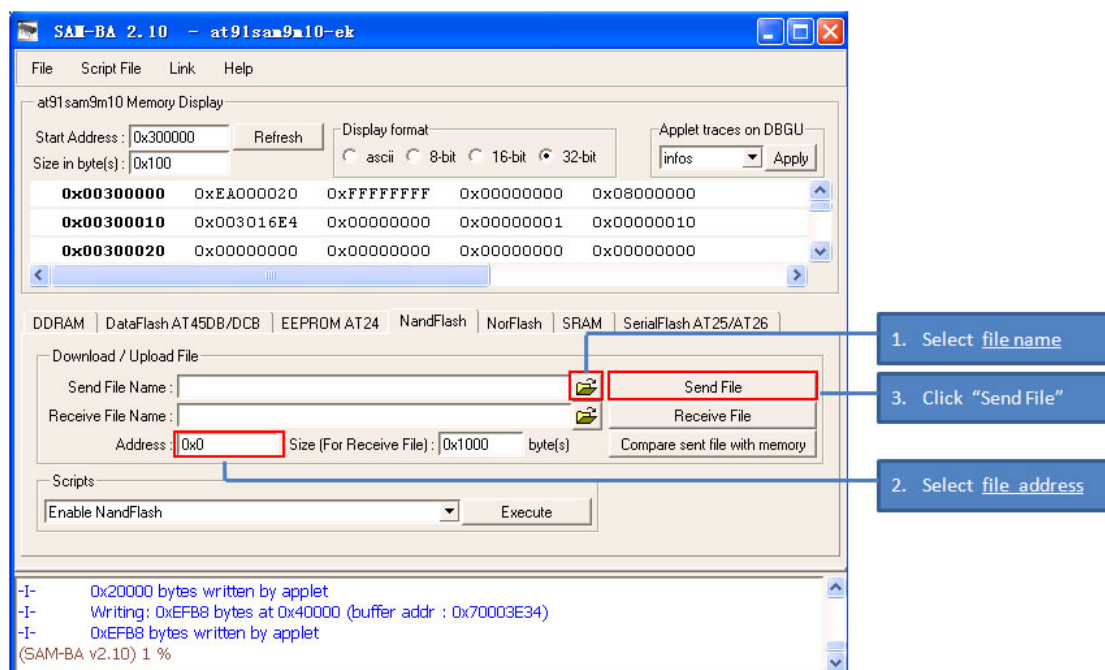 SAM-BA 2.10 - at91sam9m10-ek
File Script File Link Help
at91sam9m10 Memory Display
Start Address : 0x300000 Refresh
Size in byte(s) : 0x100
Display format
ascii 8-bit 16-bit 32-bit
Applet traces on DBGU
infos Apply
0x00300000 0xEA000020 0xFFFFFFFF 0x00000000 0x08000000
0x00300010 0x003016E4 0x00000000 0x00000001 0x00000010
0x00300020 0x00000000 0x00000000 0x00000000 0x00000000
DDRAM DataFlash AT45DB/DCB EEPROM AT24 NandFlash NorFlash SRAM SerialFlash AT25/AT26
Download / Upload File
Send File Name : Send File
Receive File Name : Receive File
Address : 0x0 Size (For Receive File) : 0x1000 byte(s) Compare sent file with memory
Scripts
Enable NandFlash Execute
1. Select file name
3. Click “Send File”
2. Select file address
-I- 0x20000 bytes written by applet
-I- Writing: 0xEFB8 bytes at 0x40000 (buffer addr : 0x70003E34)
-I- 0xEFB8 bytes written by applet
(SAM-BA v2.10) 1 %